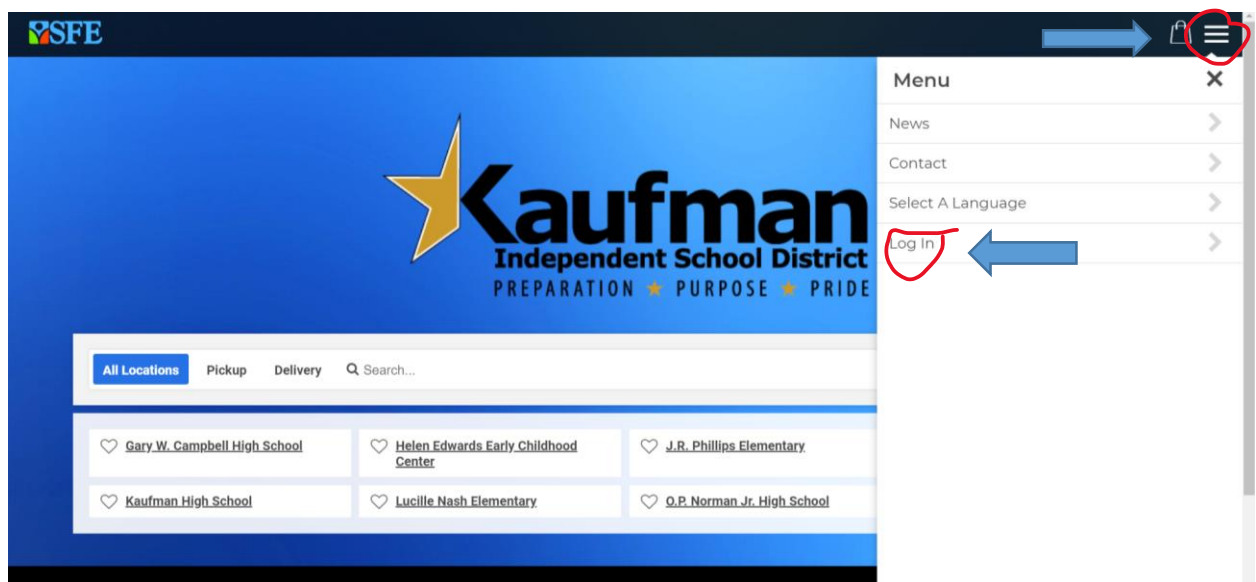 SFE
Menu
News
Contact
Select A Language
Log In
Kaufman
Independent School District
PREPARATION ★ PURPOSE ★ PRIDE
All Locations Pickup Delivery Search...
Gary W. Campbell High School
Helen Edwards Early Childhood
Center
J.R. Phillips Elementary
Kaufman High School
Lucille Nash Elementary
O.P. Norman Jr. High School